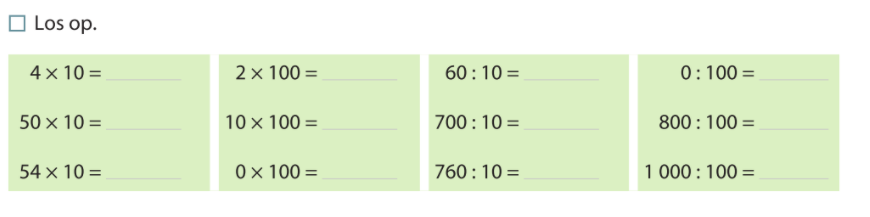 Los op.
4 × 10 = 2 × 100 = 60 : 10 = 0 : 100 =
50 × 10 = 10 × 100 = 700 : 10 = 800 : 100 =
54 × 10 = 0 × 100 = 760 : 10 = 1 000 : 100 =